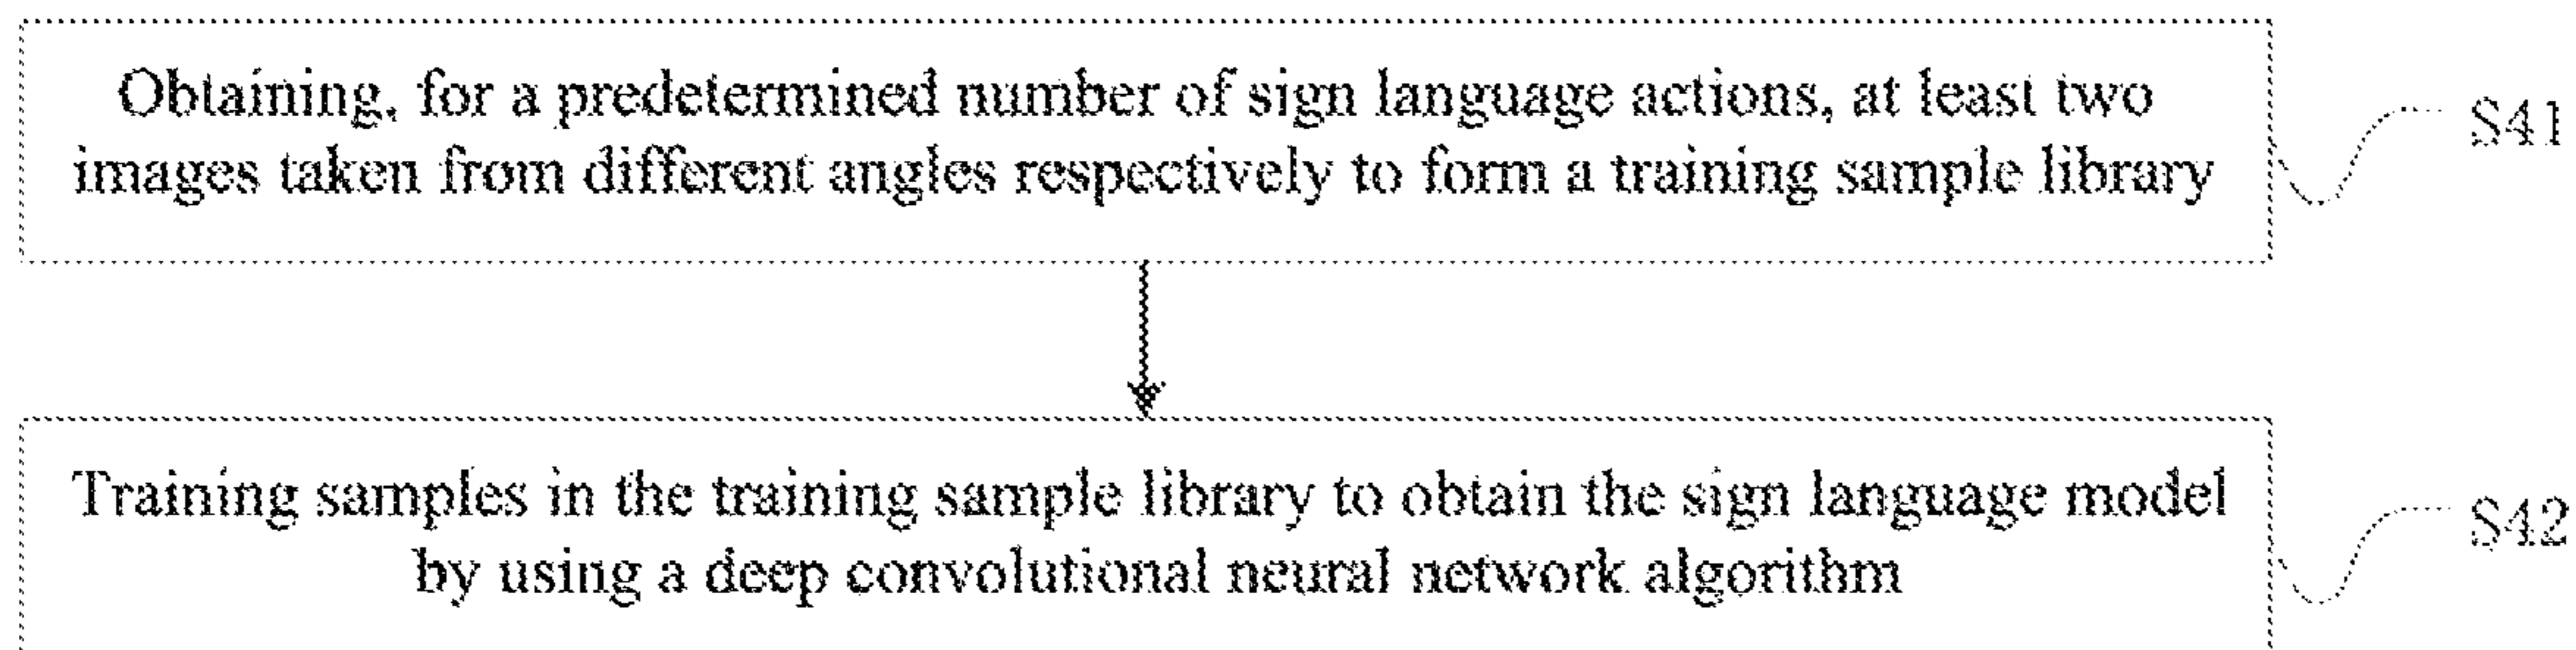 Obtaining, for a predetermined number of sign language actions, at least two
images taken from different angles respectively to form a training sample library
S41
Training samples in the training sample library to obtain the sign language model
by using a deep convolutional neural network algorithm
S42